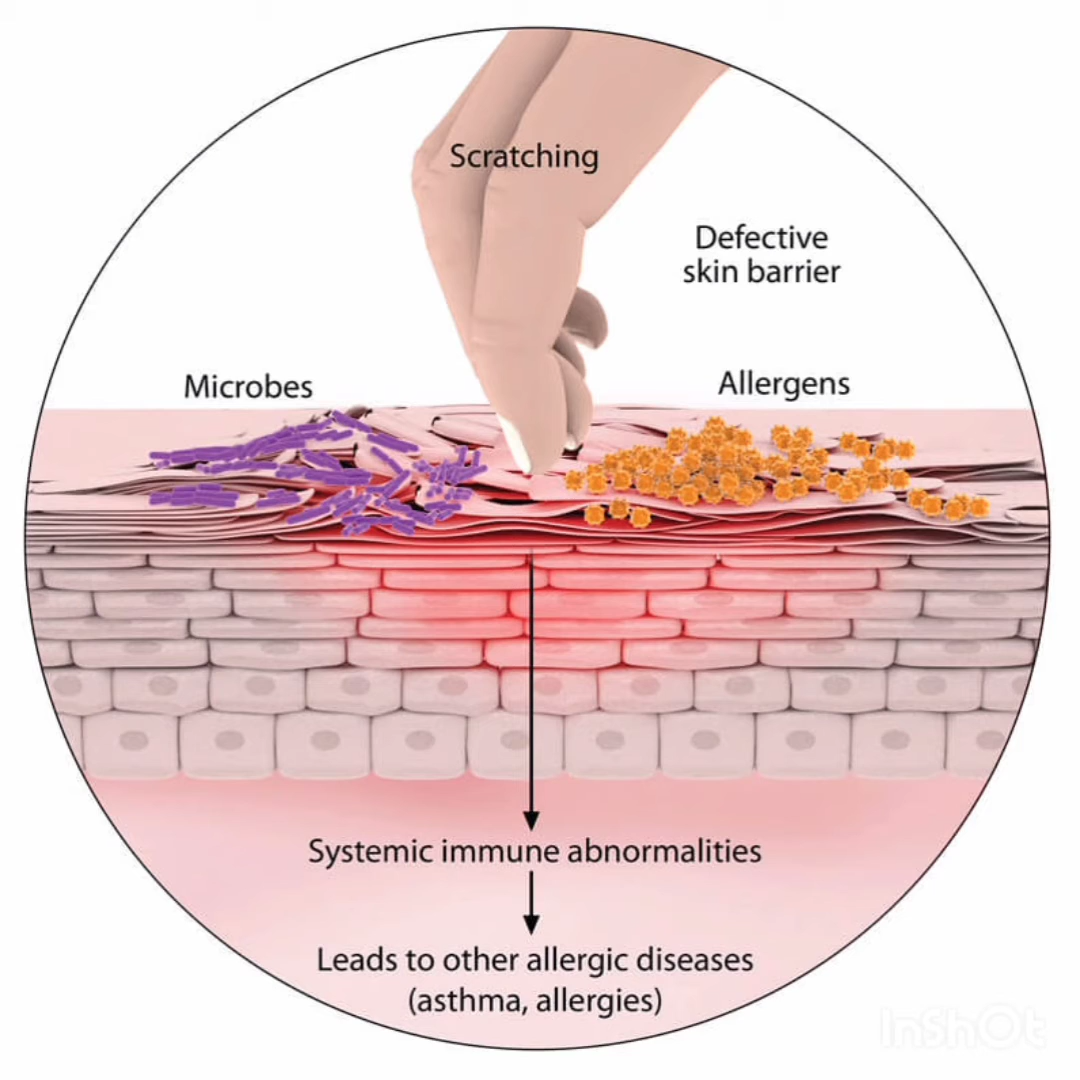 Scratching
Defective
skin barrier
Microbes
Allergens
Systemic immune abnormalities
Leads to other allergic diseases
(asthma, allergies)
InShOt